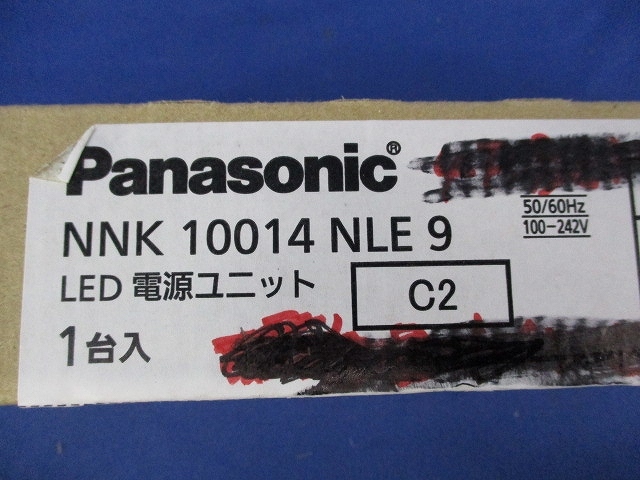 Panasonic®
NNK 10014 NLE 9
50/60Hz
100-242V
LED 電源ユニット
C2
1台入